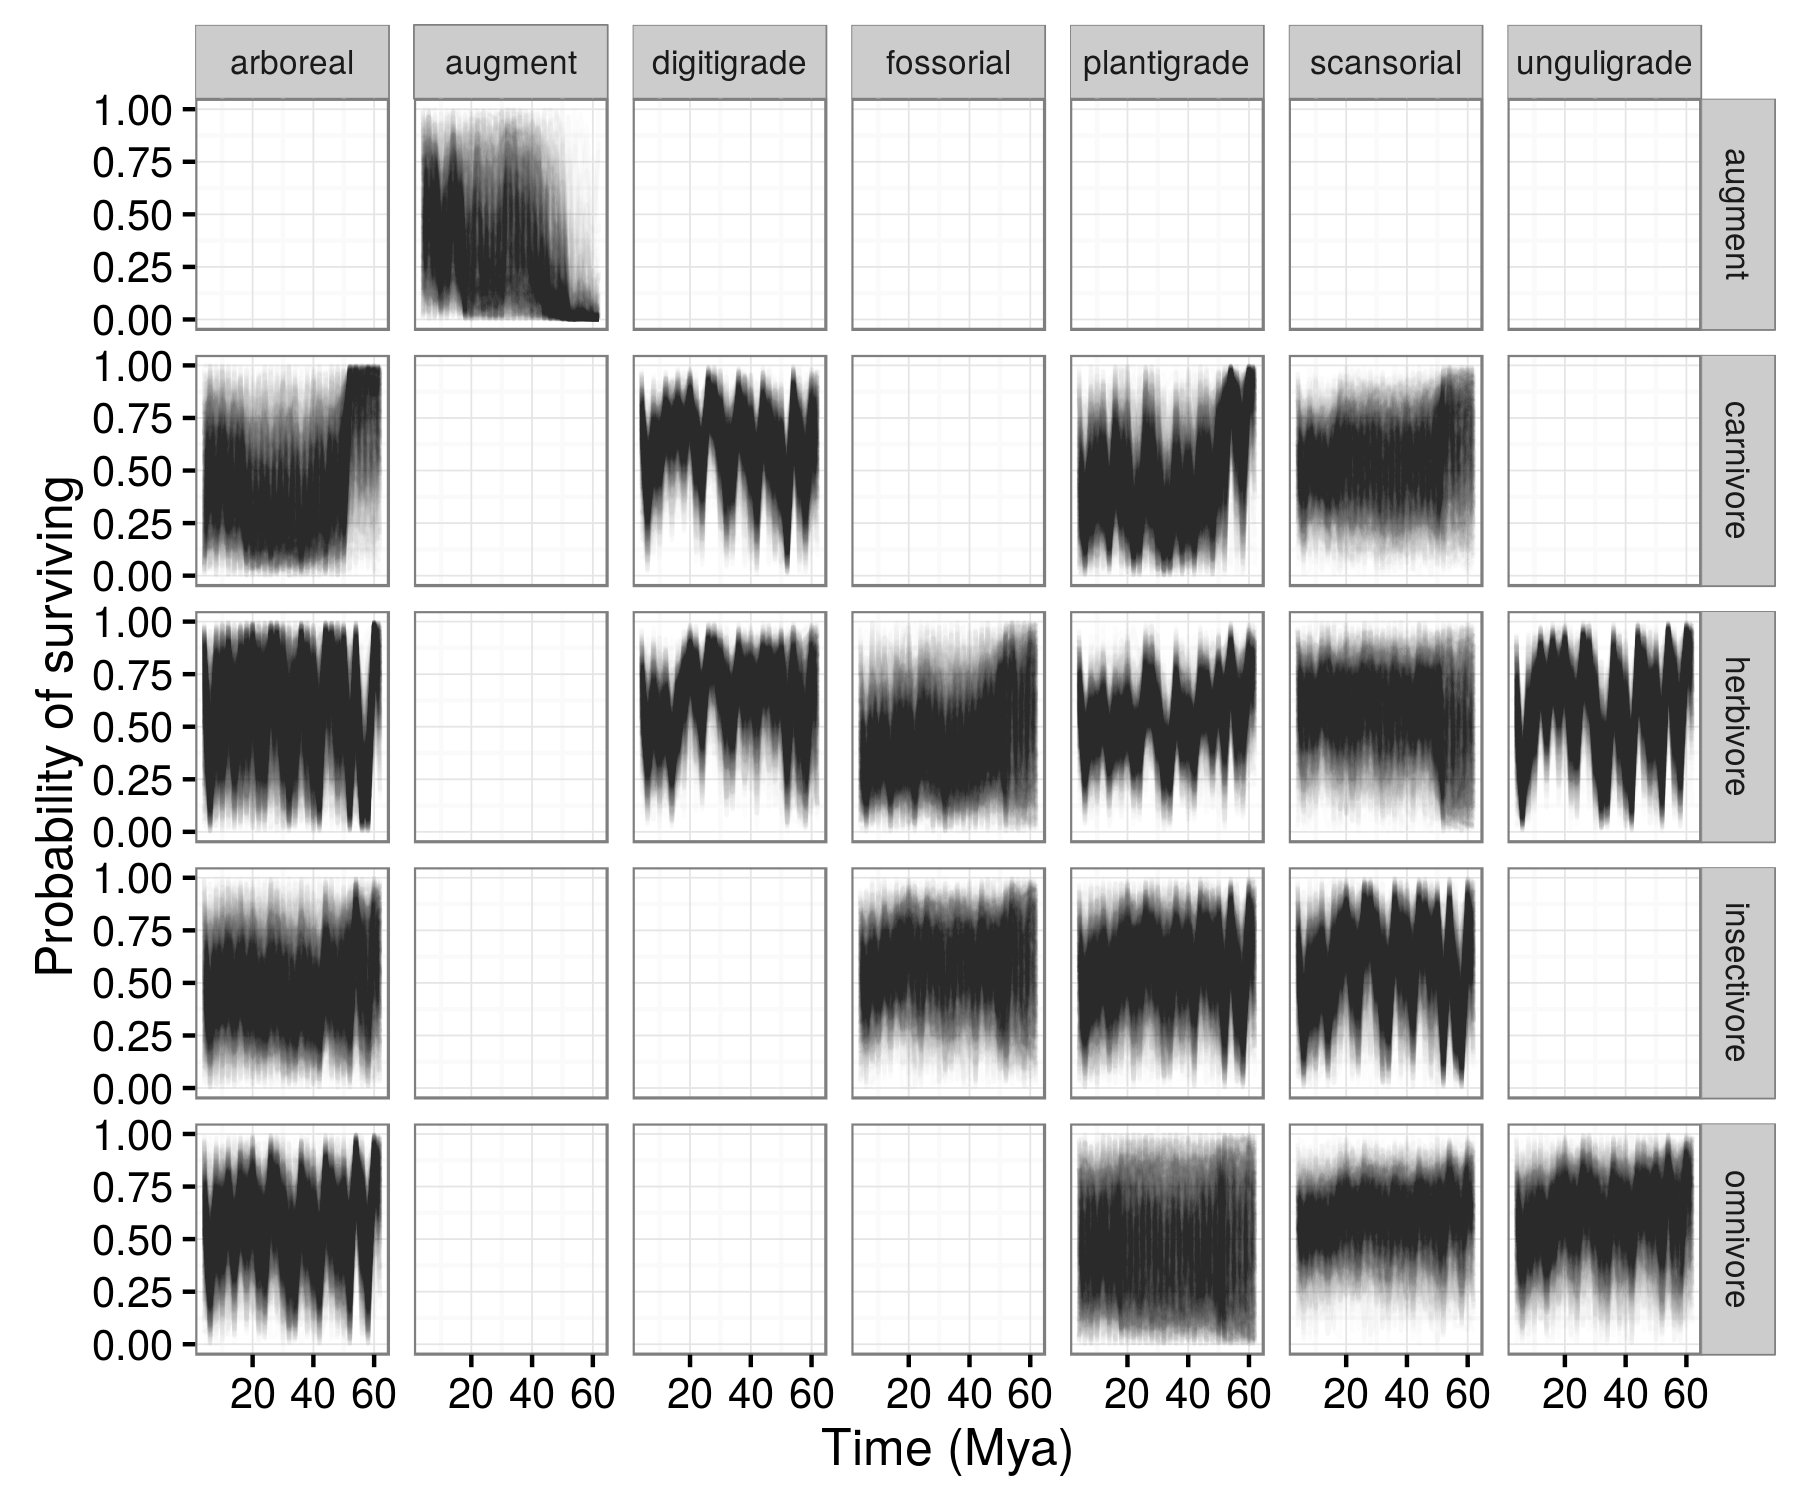 arboreal augment digitigrade fossorial plantigrade scansorial unguligrade
Probability of surviving
1.00
0.75
0.50
0.25
0.00
augment
1.00
0.75
0.50
0.25
0.00
carnivore
1.00
0.75
0.50
0.25
0.00
herbivore
1.00
0.75
0.50
0.25
0.00
insectivore
1.00
0.75
0.50
0.25
0.00
omnivore
20 40 60 20 40 60 20 40 60 20 40 60 20 40 60 20 40 60 20 40 60
Time (Mya)